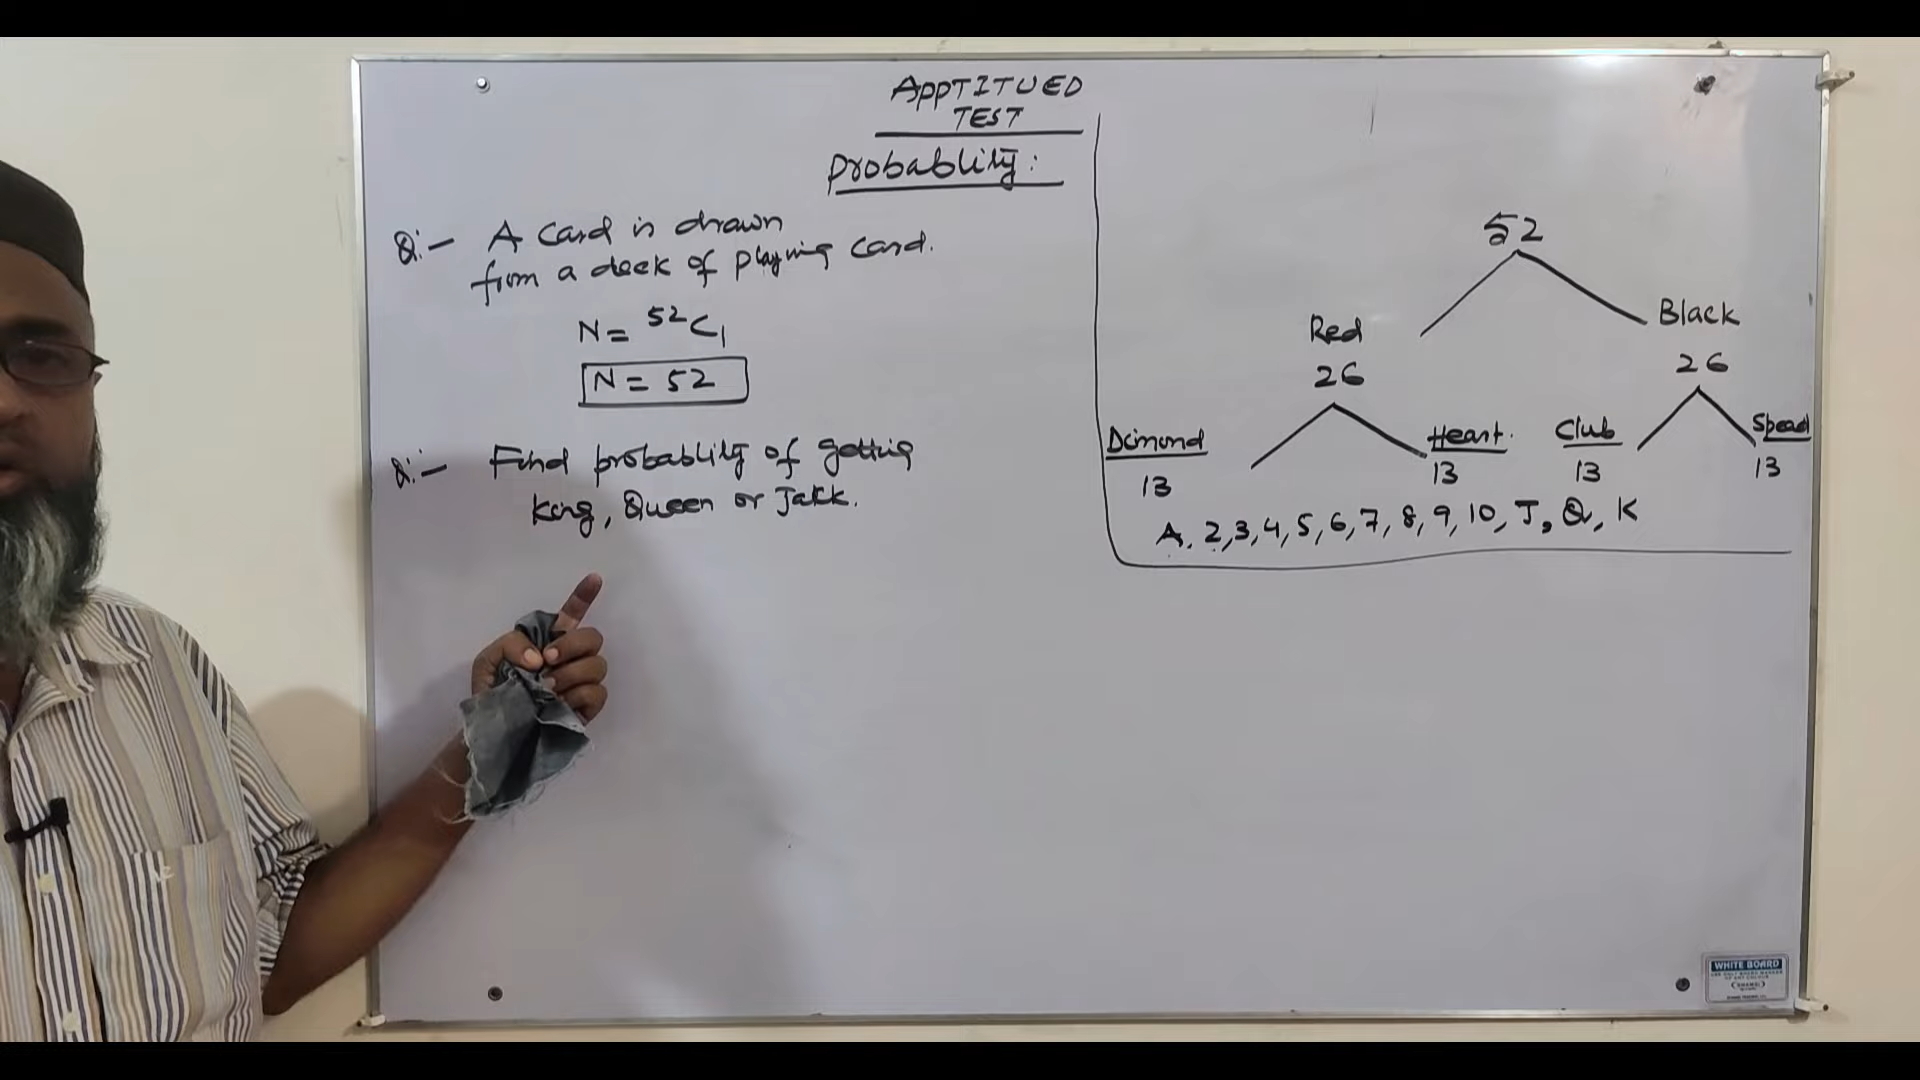 APPTITUED
TEST
Probablity:
Q:- A Card is drawn
from a deck of playing card.
N = 52C1
N = 52
Q:- Find probablity of getting
king, Queen or Jakk.
52
Red
Black
26
26
Dimond
Heart.
Club
Spead
13
13
13
13
A, 2, 3, 4, 5, 6, 7, 8, 9, 10, J, Q, K
WHITE BOARD